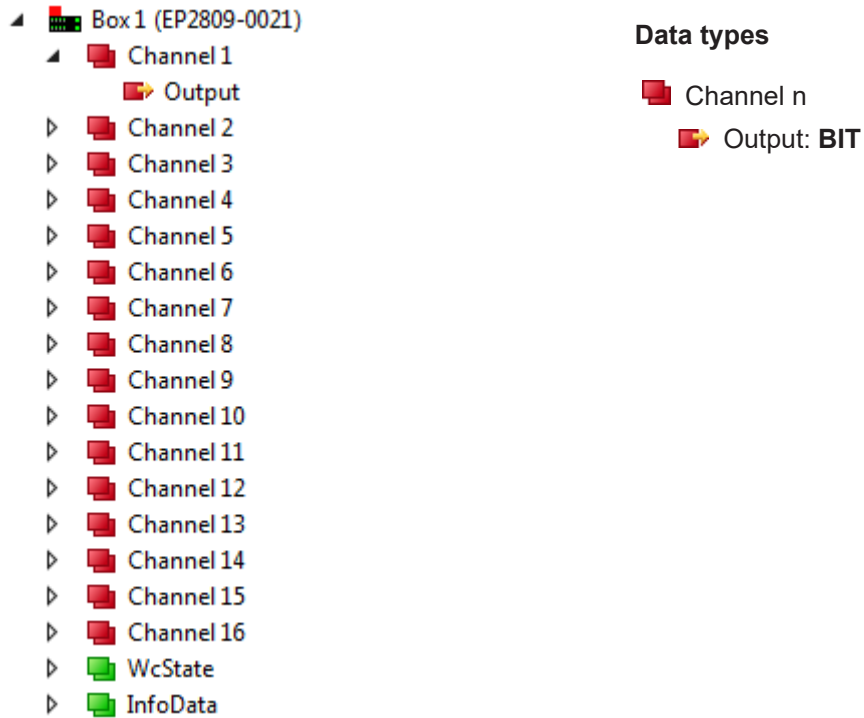 Box 1 (EP2809-0021)
Channel 1
Output
Channel 2
Channel 3
Channel 4
Channel 5
Channel 6
Channel 7
Channel 8
Channel 9
Channel 10
Channel 11
Channel 12
Channel 13
Channel 14
Channel 15
Channel 16
WcState
InfoData
Data types
Channel n
Output: BIT